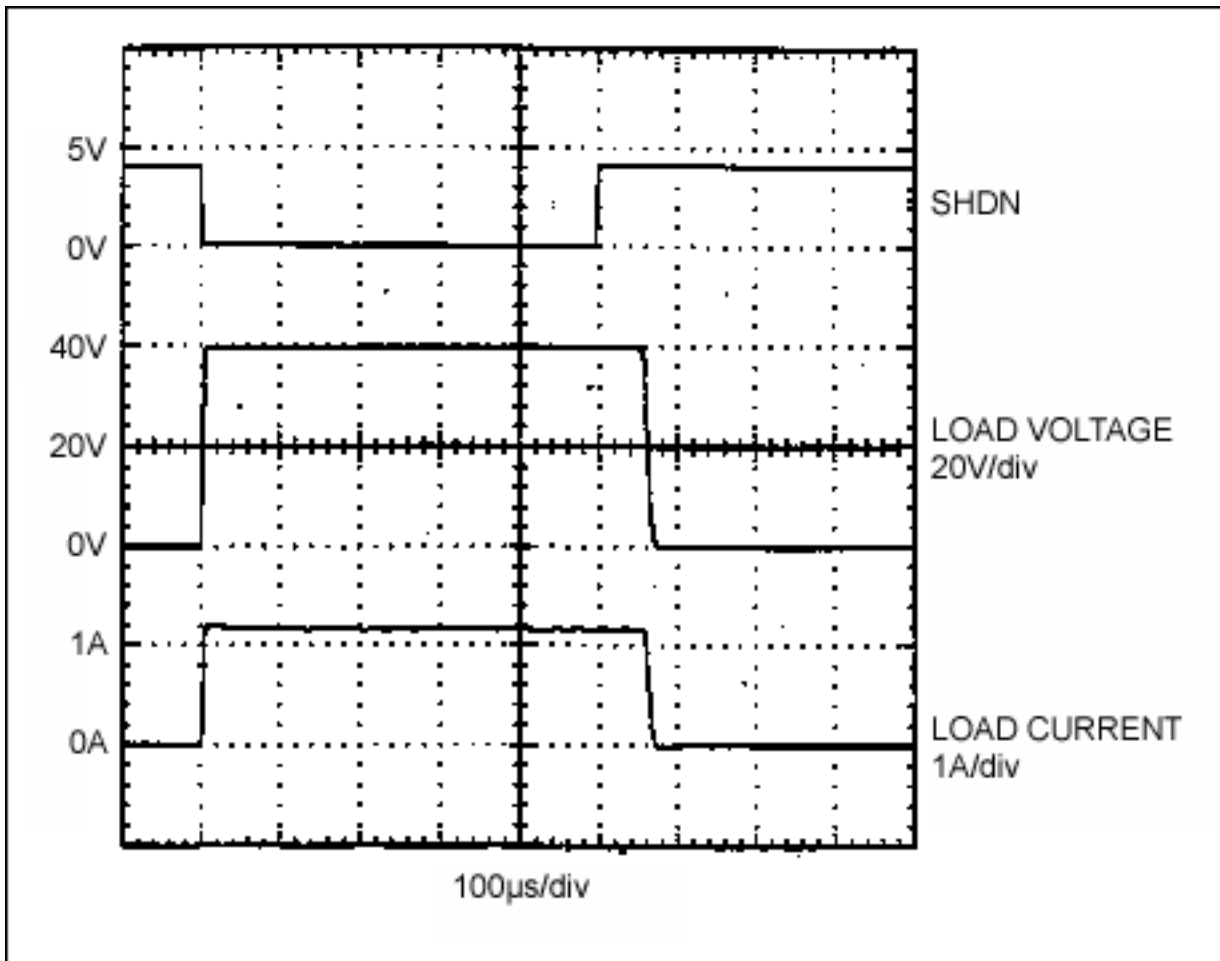 5V
SHDN
0V
40V
20V
LOAD VOLTAGE
20V/div
0V
1A
0A
LOAD CURRENT
1A/div
100µs/div